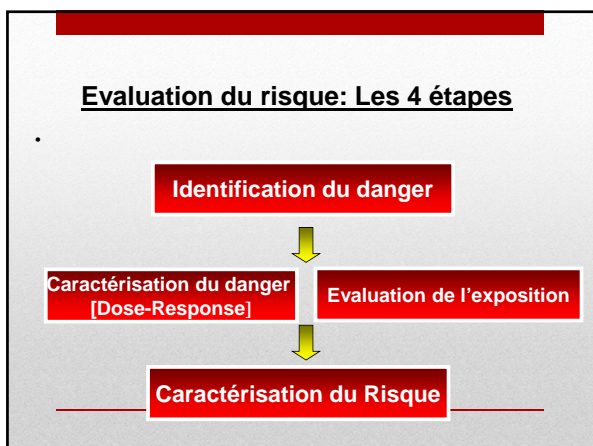 Evaluation du risque: Les 4 étapes
•
Identification du danger
Caractérisation du danger
[Dose-Response]
Evaluation de l'exposition
Caractérisation du Risque